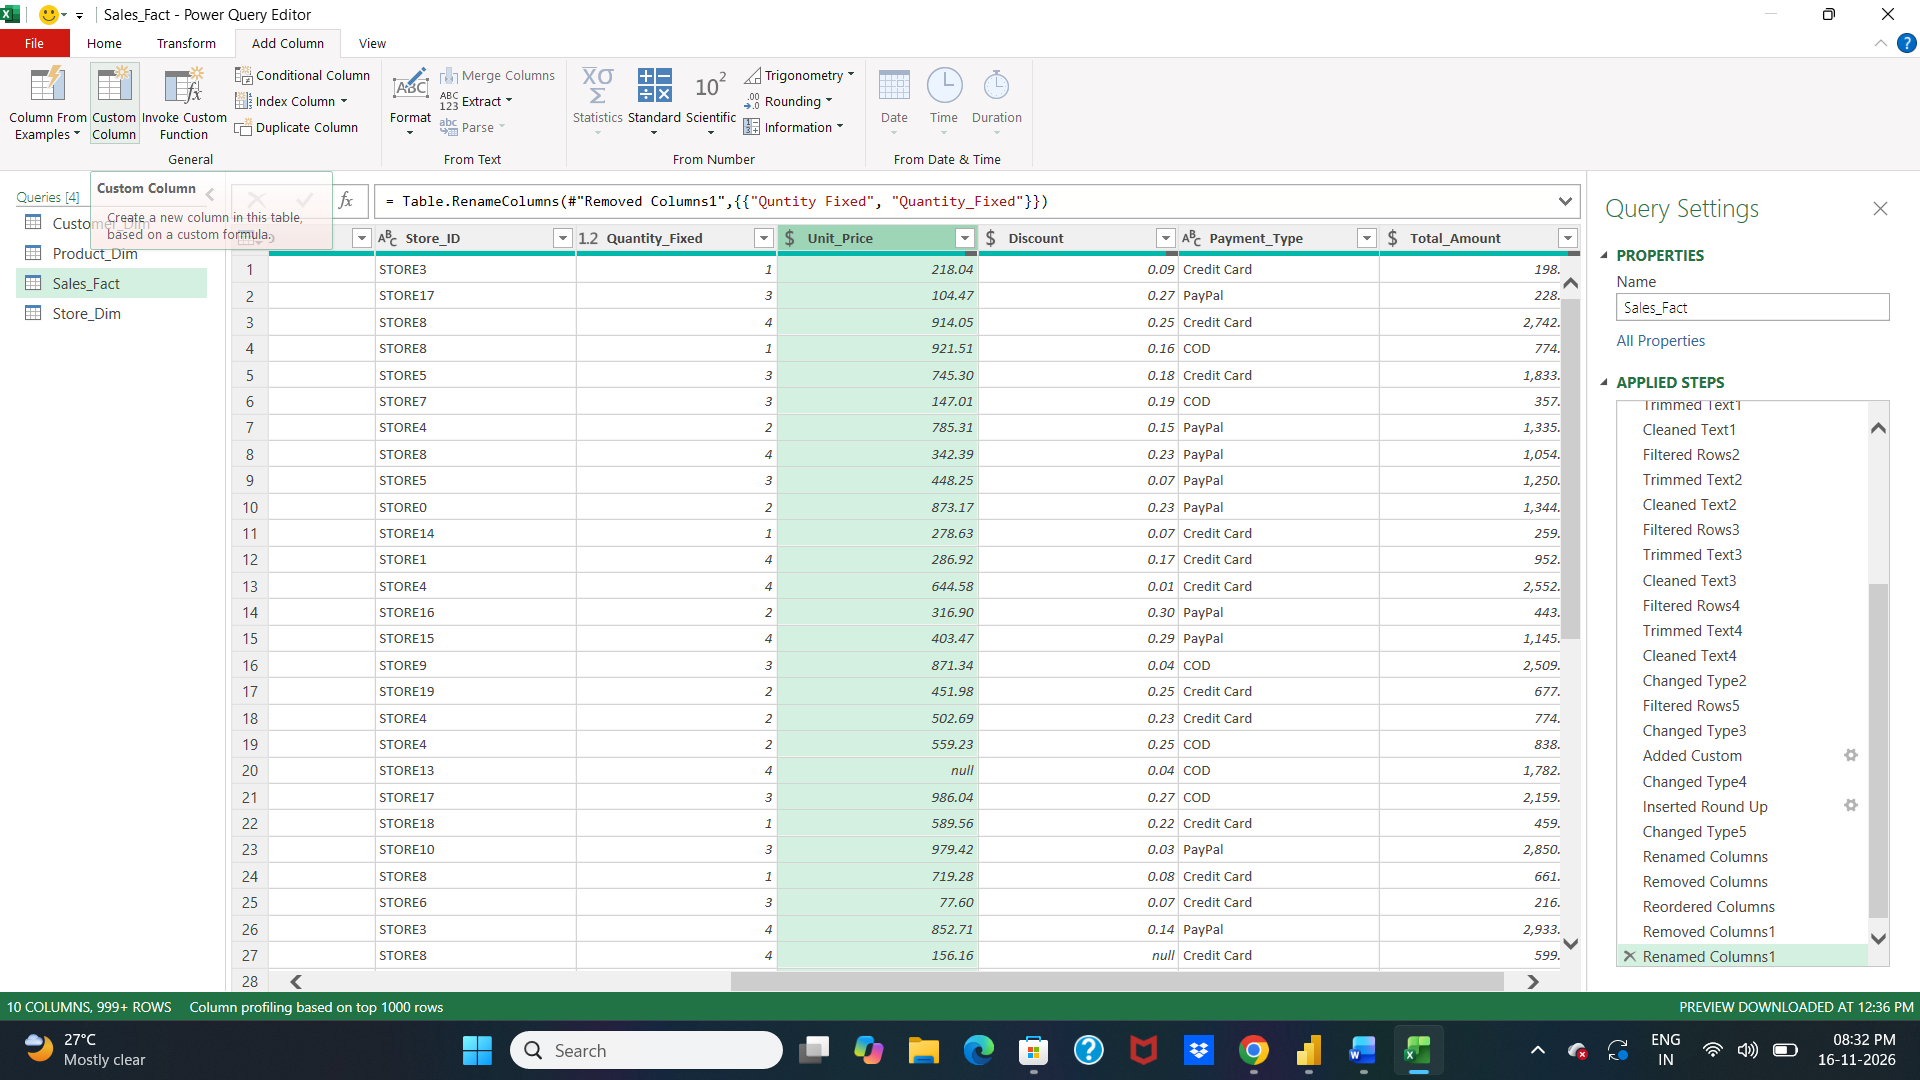 Sales_Fact - Power Query Editor
File Home Transform Add Column View
Column From Examples
Custom Column
Invoke Custom Function
Conditional Column
Index Column
Duplicate Column
General
Format
Merge Columns
Extract
Parse
From Text
Statistics
Standard
Scientific
Trigonometry
Rounding
Information
From Number
Date
Time
Duration
From Date & Time
Queries [4]
Product_Dim
Sales_Fact
Store_Dim
Custom Column
Create a new column in this table,
based on a custom formula.
fx = Table.RenameColumns(#"Removed Columns1",{{"Quntity Fixed", "Quantity_Fixed"}})
Store_ID 1.2 Quantity_Fixed $ Unit_Price $ Discount Payment_Type $ Total_Amount
1 STORE3 1 218.04 0.09 Credit Card 198.
2 STORE17 3 104.47 0.27 PayPal 228.
3 STORE8 4 914.05 0.25 Credit Card 2,742.
4 STORE8 1 921.51 0.16 COD 774.
5 STORE5 3 745.30 0.18 Credit Card 1,833.
6 STORE7 3 147.01 0.19 COD 357.
7 STORE4 2 785.31 0.15 PayPal 1,335.
8 STORE8 4 342.39 0.23 PayPal 1,054.
9 STORE5 3 448.25 0.07 PayPal 1,250.
10 STORE0 2 873.17 0.23 PayPal 1,344.
11 STORE14 1 278.63 0.07 Credit Card 259.
12 STORE1 4 286.92 0.17 Credit Card 952.
13 STORE4 4 644.58 0.01 Credit Card 2,552.
14 STORE16 2 316.90 0.30 PayPal 443.
15 STORE15 4 403.47 0.29 PayPal 1,145.
16 STORE9 3 871.34 0.04 COD 2,509.
17 STORE19 2 451.98 0.25 Credit Card 677.
18 STORE4 2 502.69 0.23 Credit Card 774.
19 STORE4 2 559.23 0.25 COD 838.
20 STORE13 4 null 0.04 COD 1,782.
21 STORE17 3 986.04 0.27 COD 2,159.
22 STORE18 1 589.56 0.22 Credit Card 459.
23 STORE10 3 979.42 0.03 PayPal 2,850.
24 STORE8 1 719.28 0.08 Credit Card 661.
25 STORE6 3 77.60 0.07 Credit Card 216.
26 STORE3 4 852.71 0.14 PayPal 2,933.
27 STORE8 4 156.16 null Credit Card 599.
28
Query Settings
PROPERTIES
Name
Sales_Fact
All Properties
APPLIED STEPS
Trimmed Text1
Cleaned Text1
Filtered Rows2
Trimmed Text2
Cleaned Text2
Filtered Rows3
Trimmed Text3
Cleaned Text3
Filtered Rows4
Trimmed Text4
Cleaned Text4
Changed Type2
Filtered Rows5
Changed Type3
Added Custom
Changed Type4
Inserted Round Up
Changed Type5
Renamed Columns
Removed Columns
Reordered Columns
Removed Columns1
Renamed Columns1
10 COLUMNS, 999+ ROWS Column profiling based on top 1000 rows PREVIEW DOWNLOADED AT 12:36 PM
27°C
Mostly clear
Search
ENG
IN
08:32 PM
16-11-2026